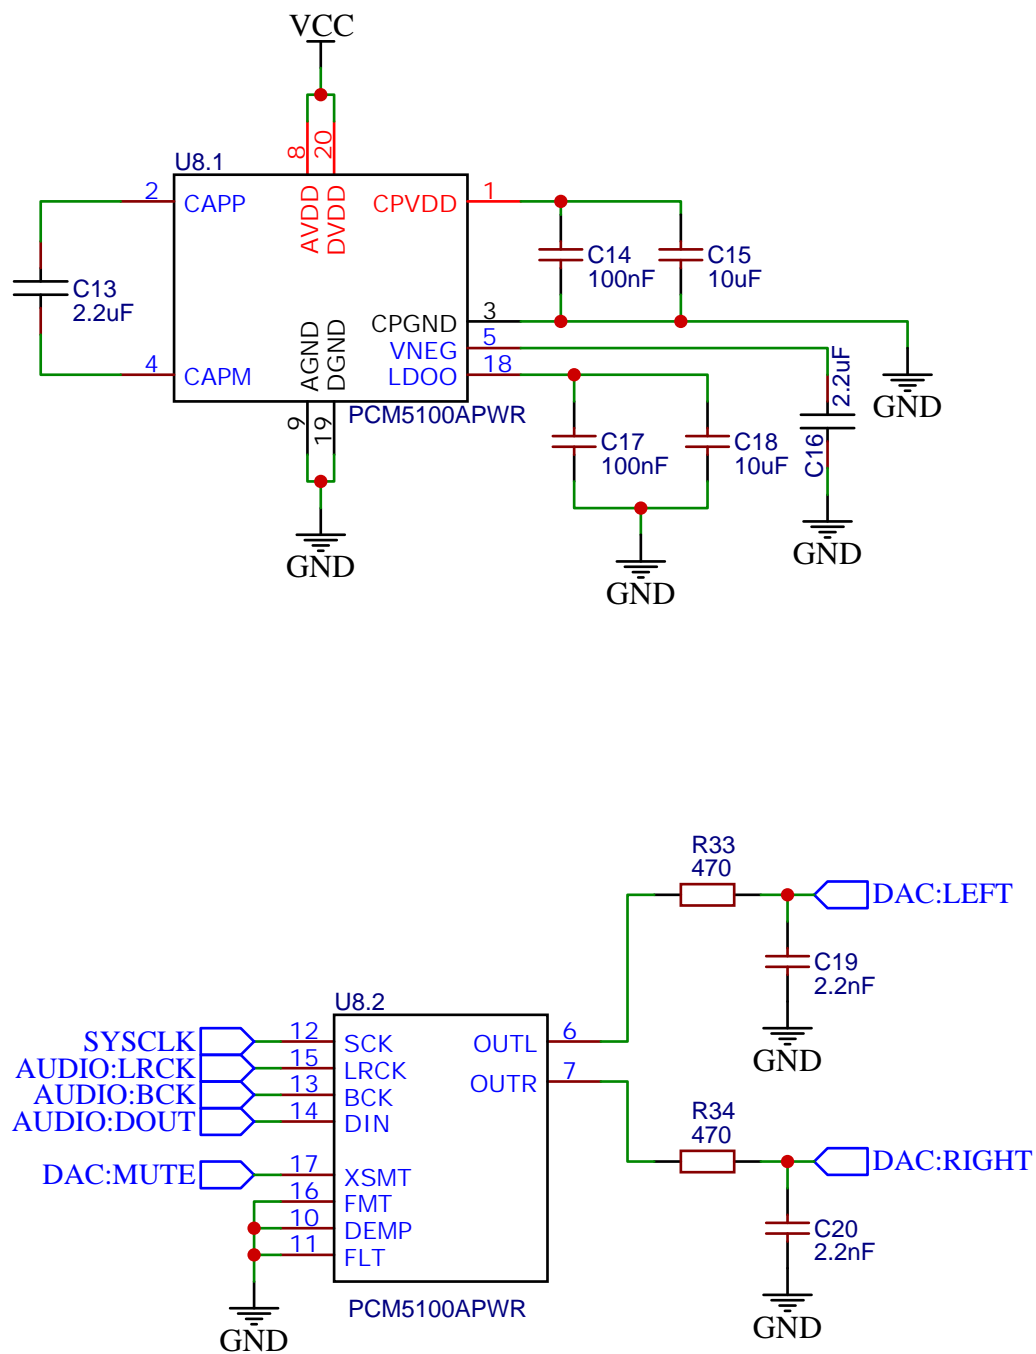 VCC
U8.1
8
20
2
CAPP
AVDD
DVDD
CPVDD
1
C13
2.2uF
C14
100nF
C15
10uF
CPGND
3
VNEG
5
LDOO
18
4
CAPM
AGND
DGND
9
19
PCM5100APWR
GND
2.2uF
C16
GND
C17
100nF
C18
10uF
GND
GND
R33
470
DAC:LEFT
C19
2.2nF
GND
U8.2
SYSCLK
12
SCK
OUTL
6
AUDIO:LRCK
15
LRCK
OUTR
7
AUDIO:BCK
13
BCK
AUDIO:DOUT
14
DIN
R34
470
DAC:MUTE
17
XSMT
DAC:RIGHT
16
FMT
10
DEMP
11
FLT
C20
2.2nF
PCM5100APWR
GND
GND